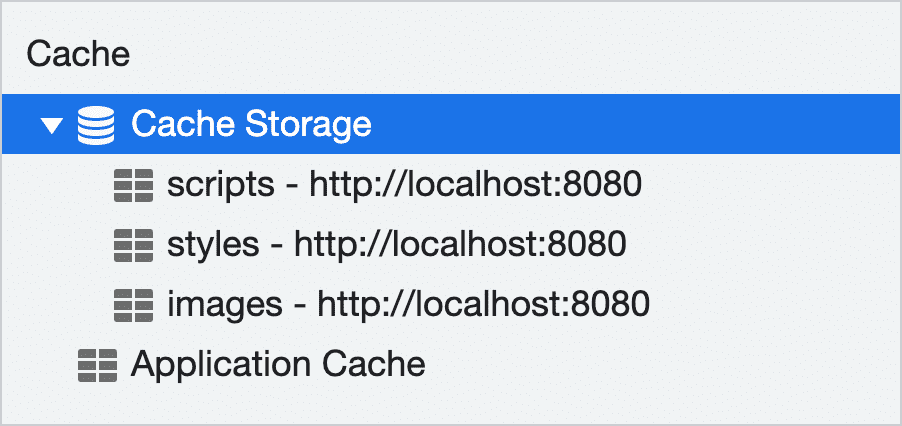 Cache
Cache Storage
scripts - http://localhost:8080
styles - http://localhost:8080
images - http://localhost:8080
Application Cache